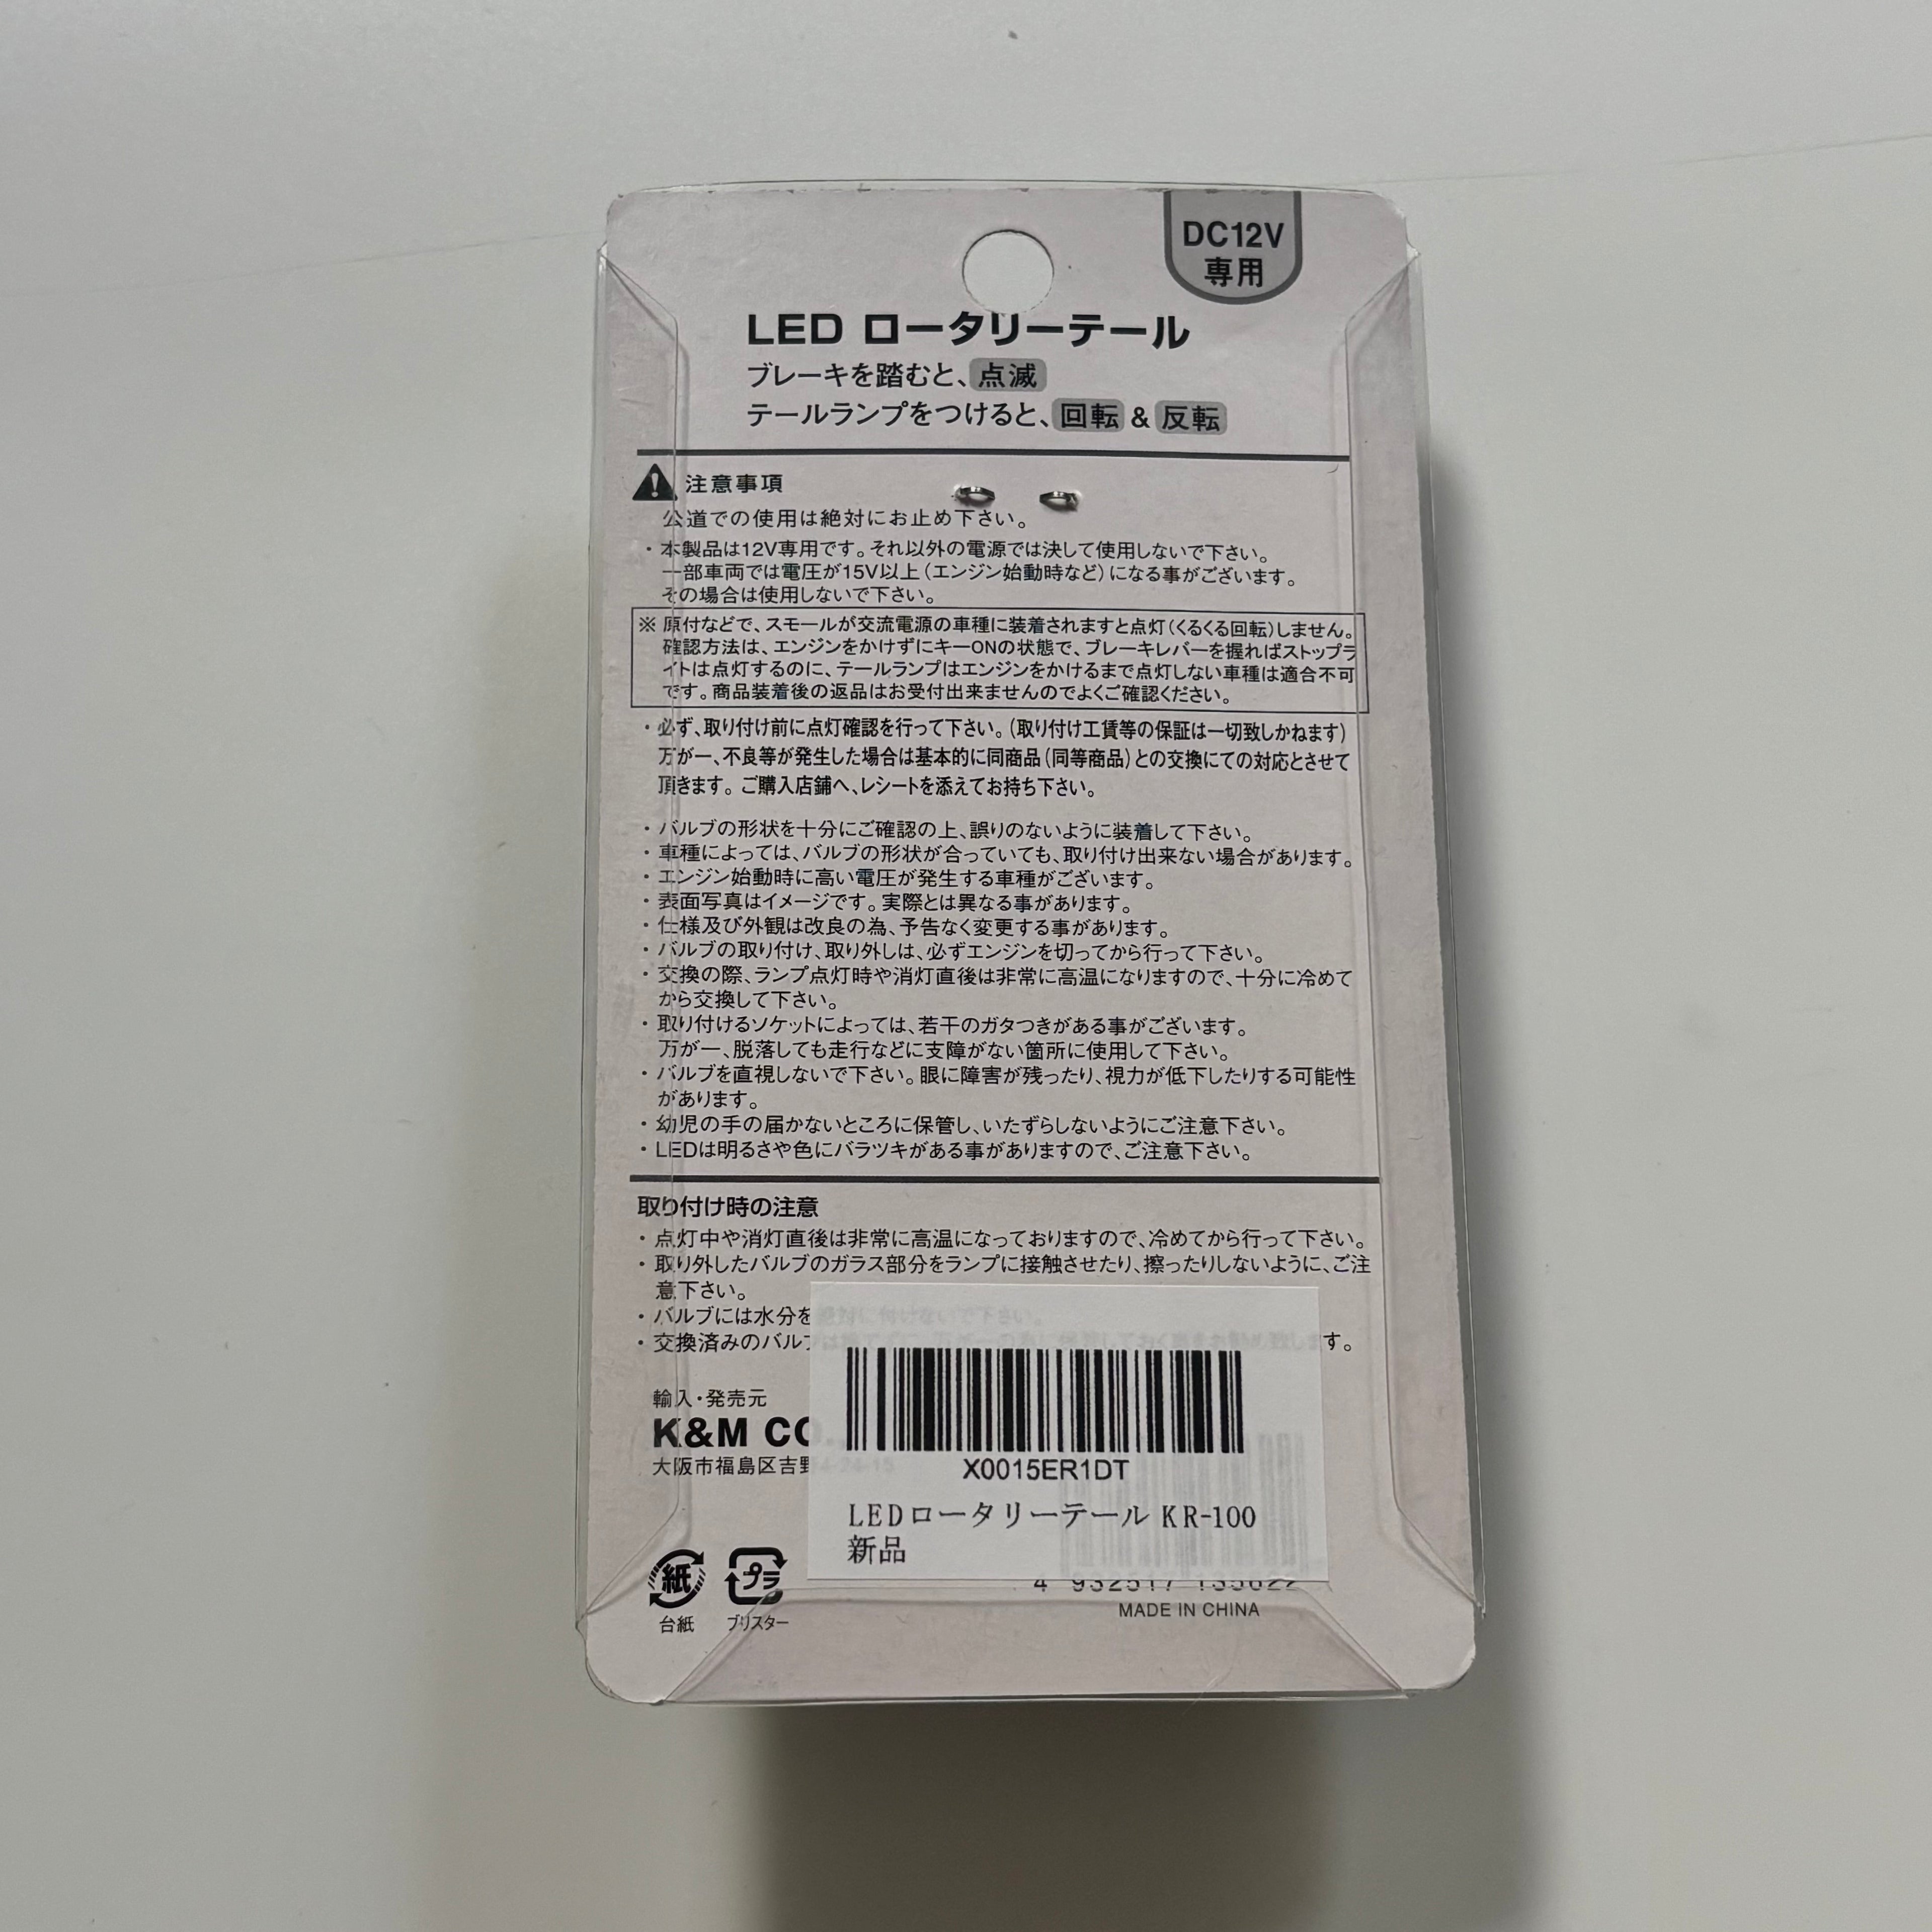 DC12V
専用
LED ロータリーテール
ブレーキを踏むと、点滅
テールランプをつけると、回転 & 反転
注意事項
公道での使用は絶対にお止め下さい。
・本製品は12V専用です。それ以外の電源では決して使用しないで下さい。
一部車両では電圧が15V以上(エンジン始動時など)になる事がございます。
その場合は使用しないで下さい。
※ 原付などで、スモールが交流電源の車種に装着されますと点灯(くるくる回転)しません。
確認方法は、エンジンをかけずにキーONの状態で、ブレーキレバーを握ればストップラ
イトは点灯するのに、テールランプはエンジンをかけるまで点灯しない車種は適合不可
です。商品装着後の返品はお受付出来ませんのでよくご確認ください。
・必ず、取り付け前に点灯確認を行って下さい。(取り付け工賃等の保証は一切致しかねます)
万が一、不良等が発生した場合は基本的に同商品(同等商品)との交換にての対応とさせて
頂きます。ご購入店鋪へ、レシートを添えてお持ち下さい。
・バルブの形状を十分にご確認の上、誤りのないように装着して下さい。
・車種によっては、バルブの形状が合っていても、取り付け出来ない場合があります。
・エンジン始動時に高い電圧が発生する車種がございます。
・表面写真はイメージです。実際とは異なる事があります。
・仕様及び外観は改良の為、予告なく変更する事があります。
・バルブの取り付け、取り外しは、必ずエンジンを切ってから行って下さい。
・交換の際、ランプ点灯時や消灯直後は非常に高温になりますので、十分に冷めて
から交換して下さい。
・取り付けるソケットによっては、若干のガタつきがある事がございます。
万が一、脱落しても走行などに支障がない箇所に使用して下さい。
・バルブを直視しないで下さい。眼に障害が残ったり、視力が低下したりする可能性
があります。
・幼児の手の届かないところに保管し、いたずらしないようにご注意下さい。
・LEDは明るさや色にバラツキがある事がありますので、ご注意下さい。
取り付け時の注意
・点灯中や消灯直後は非常に高温になっておりますので、冷めてから行って下さい。
・取り外したバルブのガラス部分をランプに接触させたり、擦ったりしないように、ご注
意下さい。
・バルブには水分を絶対に付けないで下さい。
・交換済みのバルブ す。
輸入・発売元
K&M CO.
大阪市福島区吉野4-24-15
X0015ER1DT
LEDロータリーテール KR-100
新品
紙
台紙
プラ
ブリスター
4 932517 135622
MADE IN CHINA